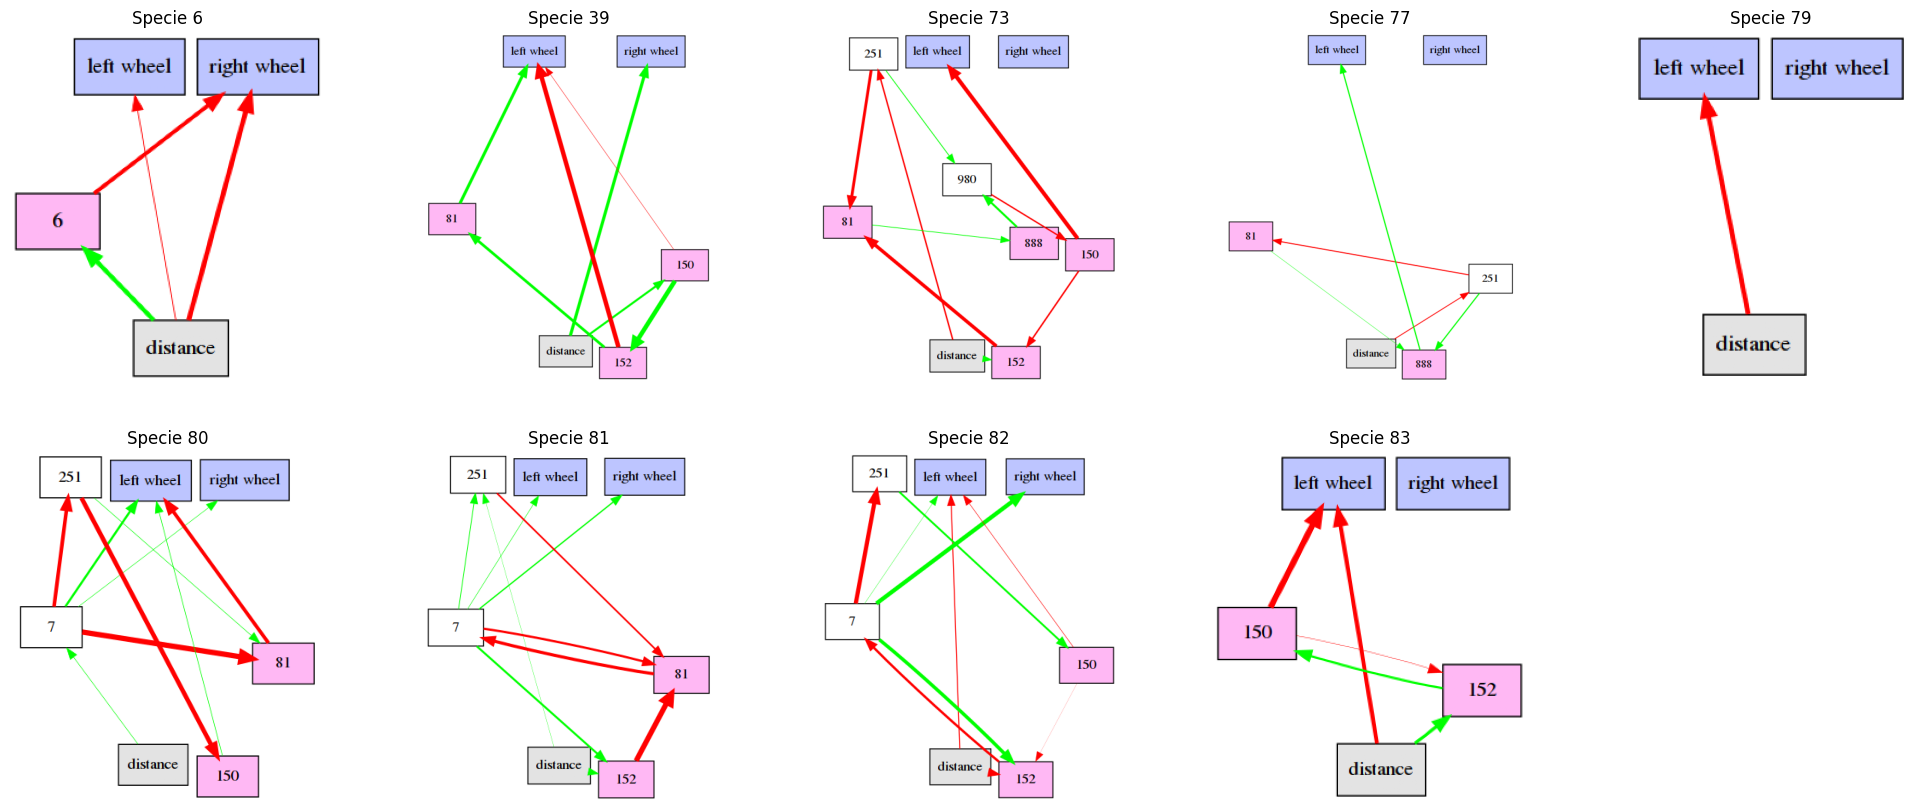 Specie 6
left wheel
right wheel
6
distance
Specie 39
left wheel
right wheel
81
150
distance
152
Specie 73
251
left wheel
right wheel
980
81
888
150
distance
152
Specie 77
left wheel
right wheel
81
251
distance
888
Specie 79
left wheel
right wheel
distance
Specie 80
251
left wheel
right wheel
7
81
distance
150
Specie 81
251
left wheel
right wheel
7
81
distance
152
Specie 82
251
left wheel
right wheel
7
150
distance
152
Specie 83
left wheel
right wheel
150
152
distance